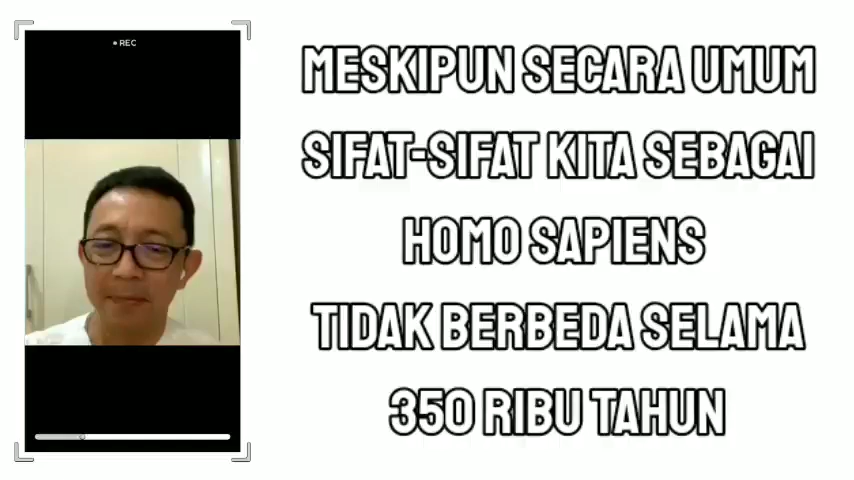 REC
MESKIPUN SECARA UMUM
SIFAT-SIFAT KITA SEBAGAI
HOMO SAPIENS
TIDAK BERBEDA SELAMA
350 RIBU TAHUN